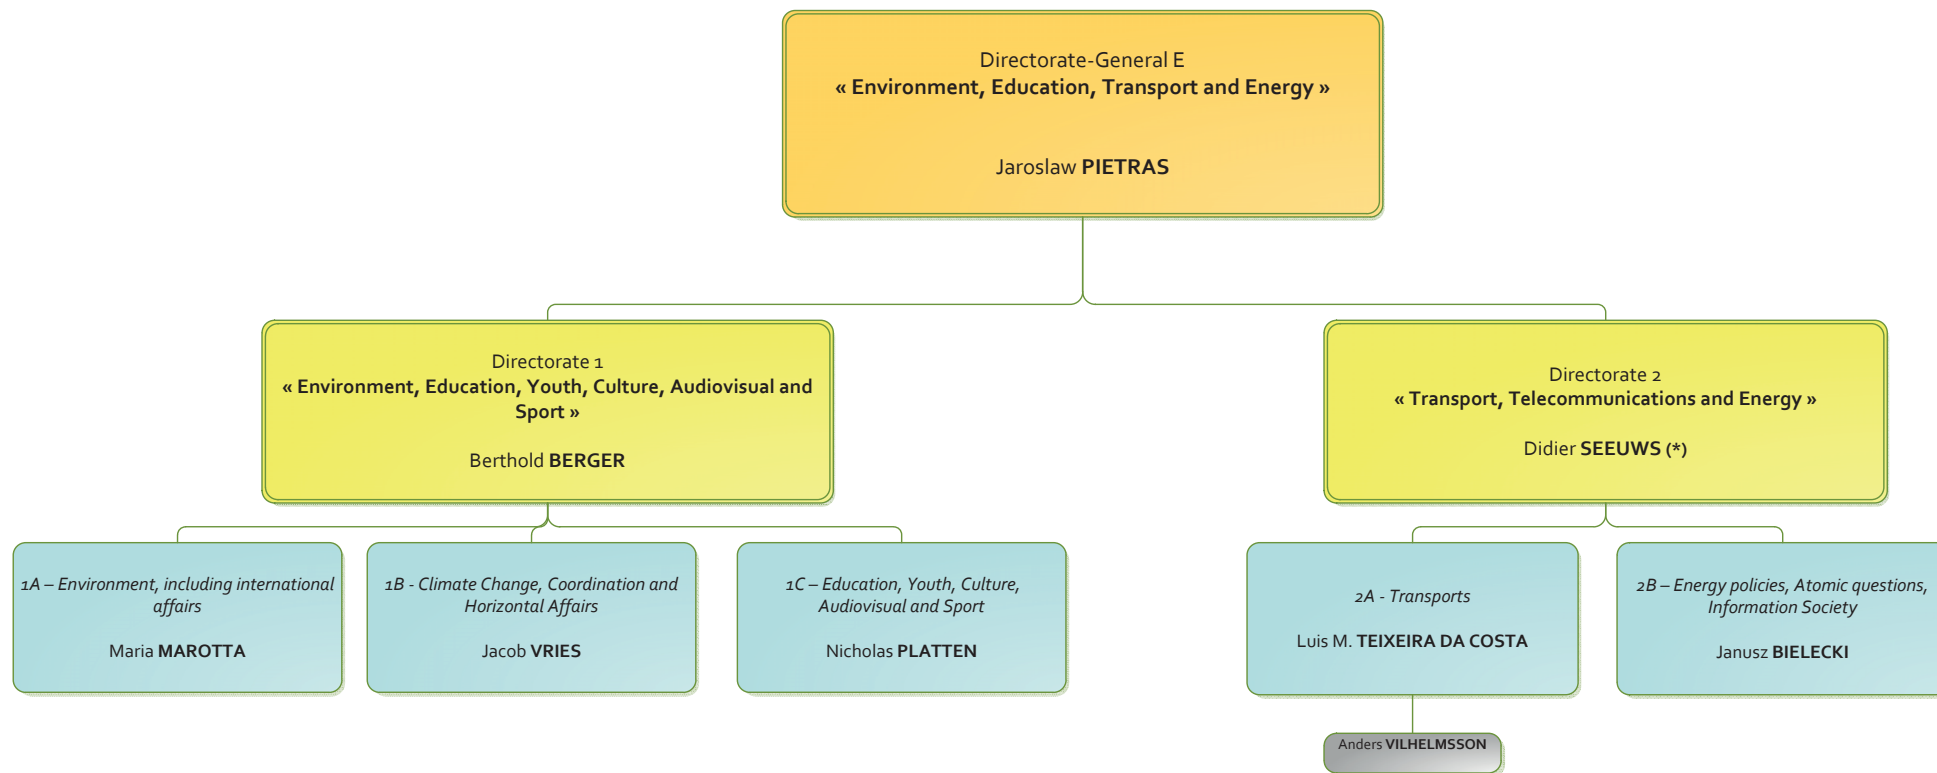 Directorate-General E
« Environment, Education, Transport and Energy »
Jaroslaw PIETRAS
Directorate 1
« Environment, Education, Youth, Culture, Audiovisual and
Sport »
Berthold BERGER
Directorate 2
« Transport, Telecommunications and Energy »
Didier SEEUWS (*)
1A – Environment, including international
affairs
Maria MAROTTA
1B - Climate Change, Coordination and
Horizontal Affairs
Jacob VRIES
1C – Education, Youth, Culture,
Audiovisual and Sport
Nicholas PLATTEN
2A - Transports
Luis M. TEIXEIRA DA COSTA
2B – Energy policies, Atomic questions,
Information Society
Janusz BIELECKI
Anders VILHELMSSON